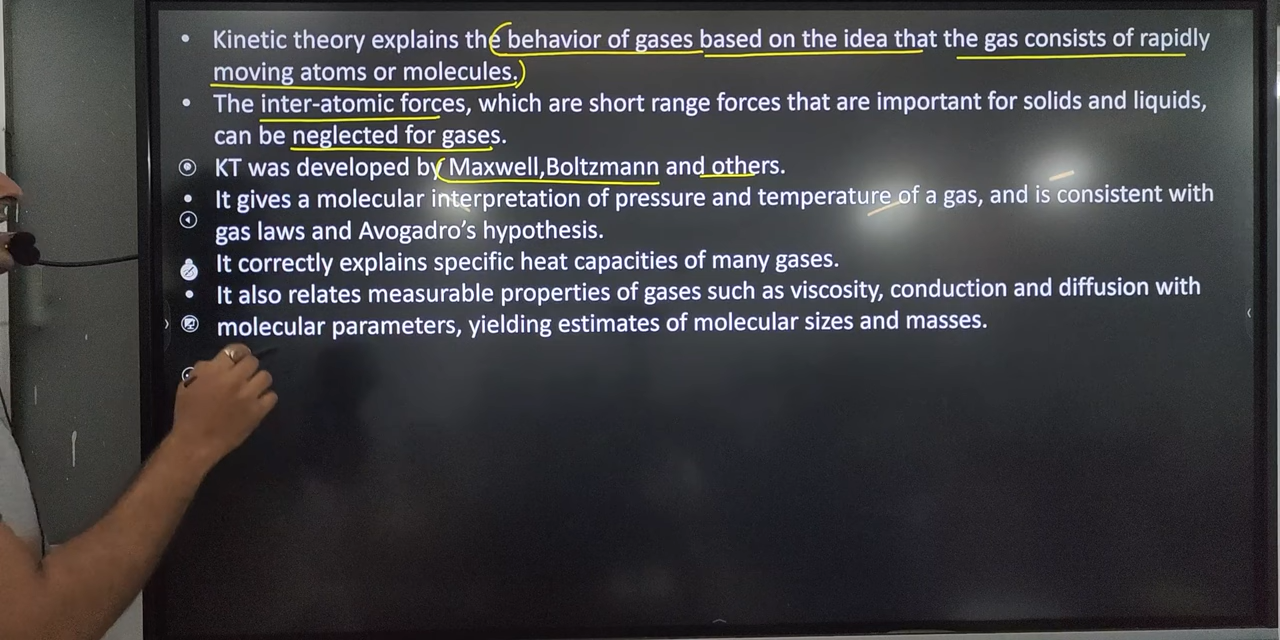 • Kinetic theory explains the behavior of gases based on the idea that the gas consists of rapidly
moving atoms or molecules.
• The inter-atomic forces, which are short range forces that are important for solids and liquids,
can be neglected for gases.
KT was developed by Maxwell,Boltzmann and others.
• It gives a molecular interpretation of pressure and temperature of a gas, and is consistent with
gas laws and Avogadro's hypothesis.
It correctly explains specific heat capacities of many gases.
• It also relates measurable properties of gases such as viscosity, conduction and diffusion with
molecular parameters, yielding estimates of molecular sizes and masses.